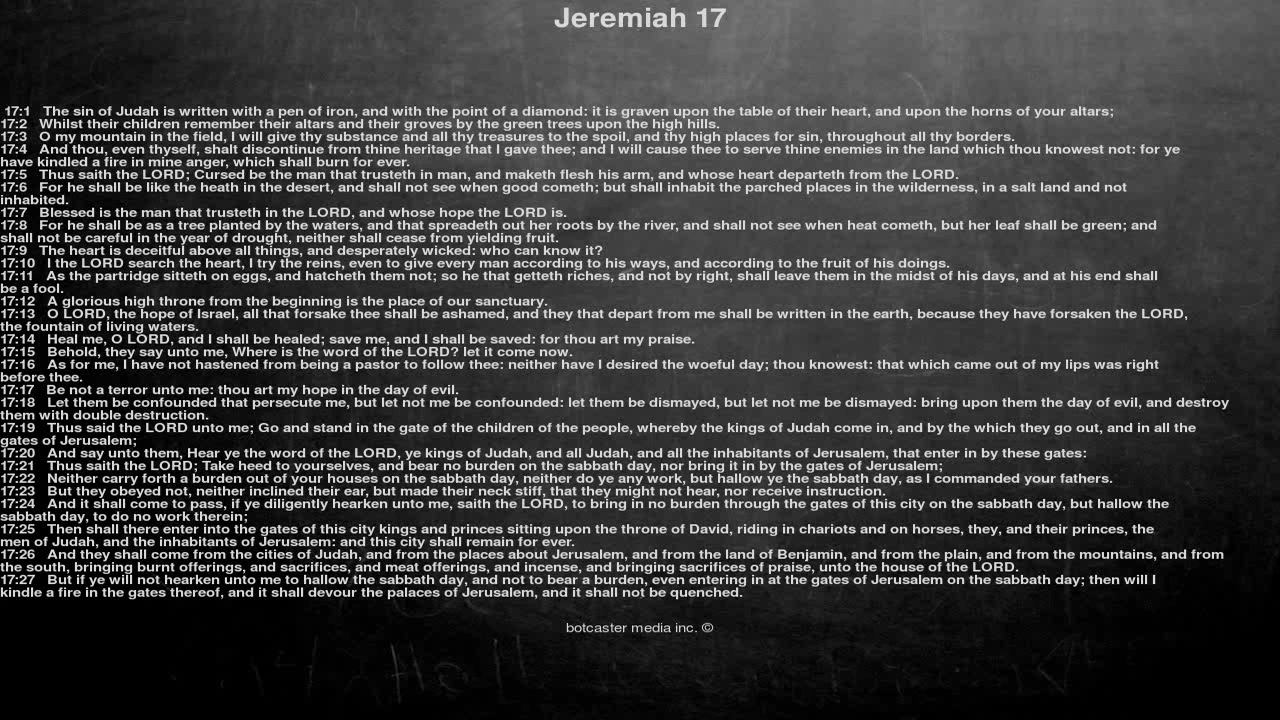 Jeremiah 17
17:1 The sin of Judah is written with a pen of iron, and with the point of a diamond: it is graven upon the table of their heart, and upon the horns of your altars;
17:2 Whilst their children remember their altars and their groves by the green trees upon the high hills.
17:3 O my mountain in the field, I will give thy substance and all thy treasures to the spoil, and thy high places for sin, throughout all thy borders.
17:4 And thou, even thyself, shalt discontinue from thine heritage that I gave thee; and I will cause thee to serve thine enemies in the land which thou knowest not: for ye
have kindled a fire in mine anger, which shall burn for ever.
17:5 Thus saith the LORD; Cursed be the man that trusteth in man, and maketh flesh his arm, and whose heart departeth from the LORD.
17:6 For he shall be like the heath in the desert, and shall not see when good cometh; but shall inhabit the parched places in the wilderness, in a salt land and not
inhabited.
17:7 Blessed is the man that trusteth in the LORD, and whose hope the LORD is.
17:8 For he shall be as a tree planted by the waters, and that spreadeth out her roots by the river, and shall not see when heat cometh, but her leaf shall be green; and
shall not be careful in the year of drought, neither shall cease from yielding fruit.
17:9 The heart is deceitful above all things, and desperately wicked: who can know it?
17:10 I the LORD search the heart, I try the reins, even to give every man according to his ways, and according to the fruit of his doings.
17:11 As the partridge sitteth on eggs, and hatcheth them not; so he that getteth riches, and not by right, shall leave them in the midst of his days, and at his end shall
be a fool.
17:12 A glorious high throne from the beginning is the place of our sanctuary.
17:13 O LORD, the hope of Israel, all that forsake thee shall be ashamed, and they that depart from me shall be written in the earth, because they have forsaken the LORD,
the fountain of living waters.
17:14 Heal me, O LORD, and I shall be healed; save me, and I shall be saved: for thou art my praise.
17:15 Behold, they say unto me, Where is the word of the LORD? let it come now.
17:16 As for me, I have not hastened from being a pastor to follow thee: neither have I desired the woeful day; thou knowest: that which came out of my lips was right
before thee.
17:17 Be not a terror unto me: thou art my hope in the day of evil.
17:18 Let them be confounded that persecute me, but let not me be confounded: let them be dismayed, but let not me be dismayed: bring upon them the day of evil, and destroy
them with double destruction.
17:19 Thus said the LORD unto me; Go and stand in the gate of the children of the people, whereby the kings of Judah come in, and by the which they go out, and in all the
gates of Jerusalem;
17:20 And say unto them, Hear ye the word of the LORD, ye kings of Judah, and all Judah, and all the inhabitants of Jerusalem, that enter in by these gates:
17:21 Thus saith the LORD; Take heed to yourselves, and bear no burden on the sabbath day, nor bring it in by the gates of Jerusalem;
17:22 Neither carry forth a burden out of your houses on the sabbath day, neither do ye any work, but hallow ye the sabbath day, as I commanded your fathers.
17:23 But they obeyed not, neither inclined their ear, but made their neck stiff, that they might not hear, nor receive instruction.
17:24 And it shall come to pass, if ye diligently hearken unto me, saith the LORD, to bring in no burden through the gates of this city on the sabbath day, but hallow the
sabbath day, to do no work therein;
17:25 Then shall there enter into the gates of this city kings and princes sitting upon the throne of David, riding in chariots and on horses, they, and their princes, the
men of Judah, and the inhabitants of Jerusalem: and this city shall remain for ever.
17:26 And they shall come from the cities of Judah, and from the places about Jerusalem, and from the land of Benjamin, and from the plain, and from the mountains, and from
the south, bringing burnt offerings, and sacrifices, and meat offerings, and incense, and bringing sacrifices of praise, unto the house of the LORD.
17:27 But if ye will not hearken unto me to hallow the sabbath day, and not to bear a burden, even entering in at the gates of Jerusalem on the sabbath day; then will I
kindle a fire in the gates thereof, and it shall devour the palaces of Jerusalem, and it shall not be quenched.
botcaster media inc. ©